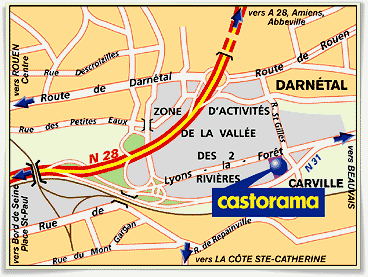 vers A 28, Amiens,
Abbeville
vers ROUEN
Centre
Rue Descroizilles
Route de Darnétal
Route de Rouen
DARNÉTAL
Rue des Petites Eaux
ZONE D'ACTIVITÉS
DE LA VALLÉE
DES 2
RIVIÈRES
R. St Gilles
N 28
Lyons - la - Forêt
N 31
vers BEAUVAIS
CARVILLE
castorama
vers Bord de Seine
Place St-Paul
Rue de
Rue du Mont Gargan
R. de Repainville
vers LA CÔTE STE-CATHERINE